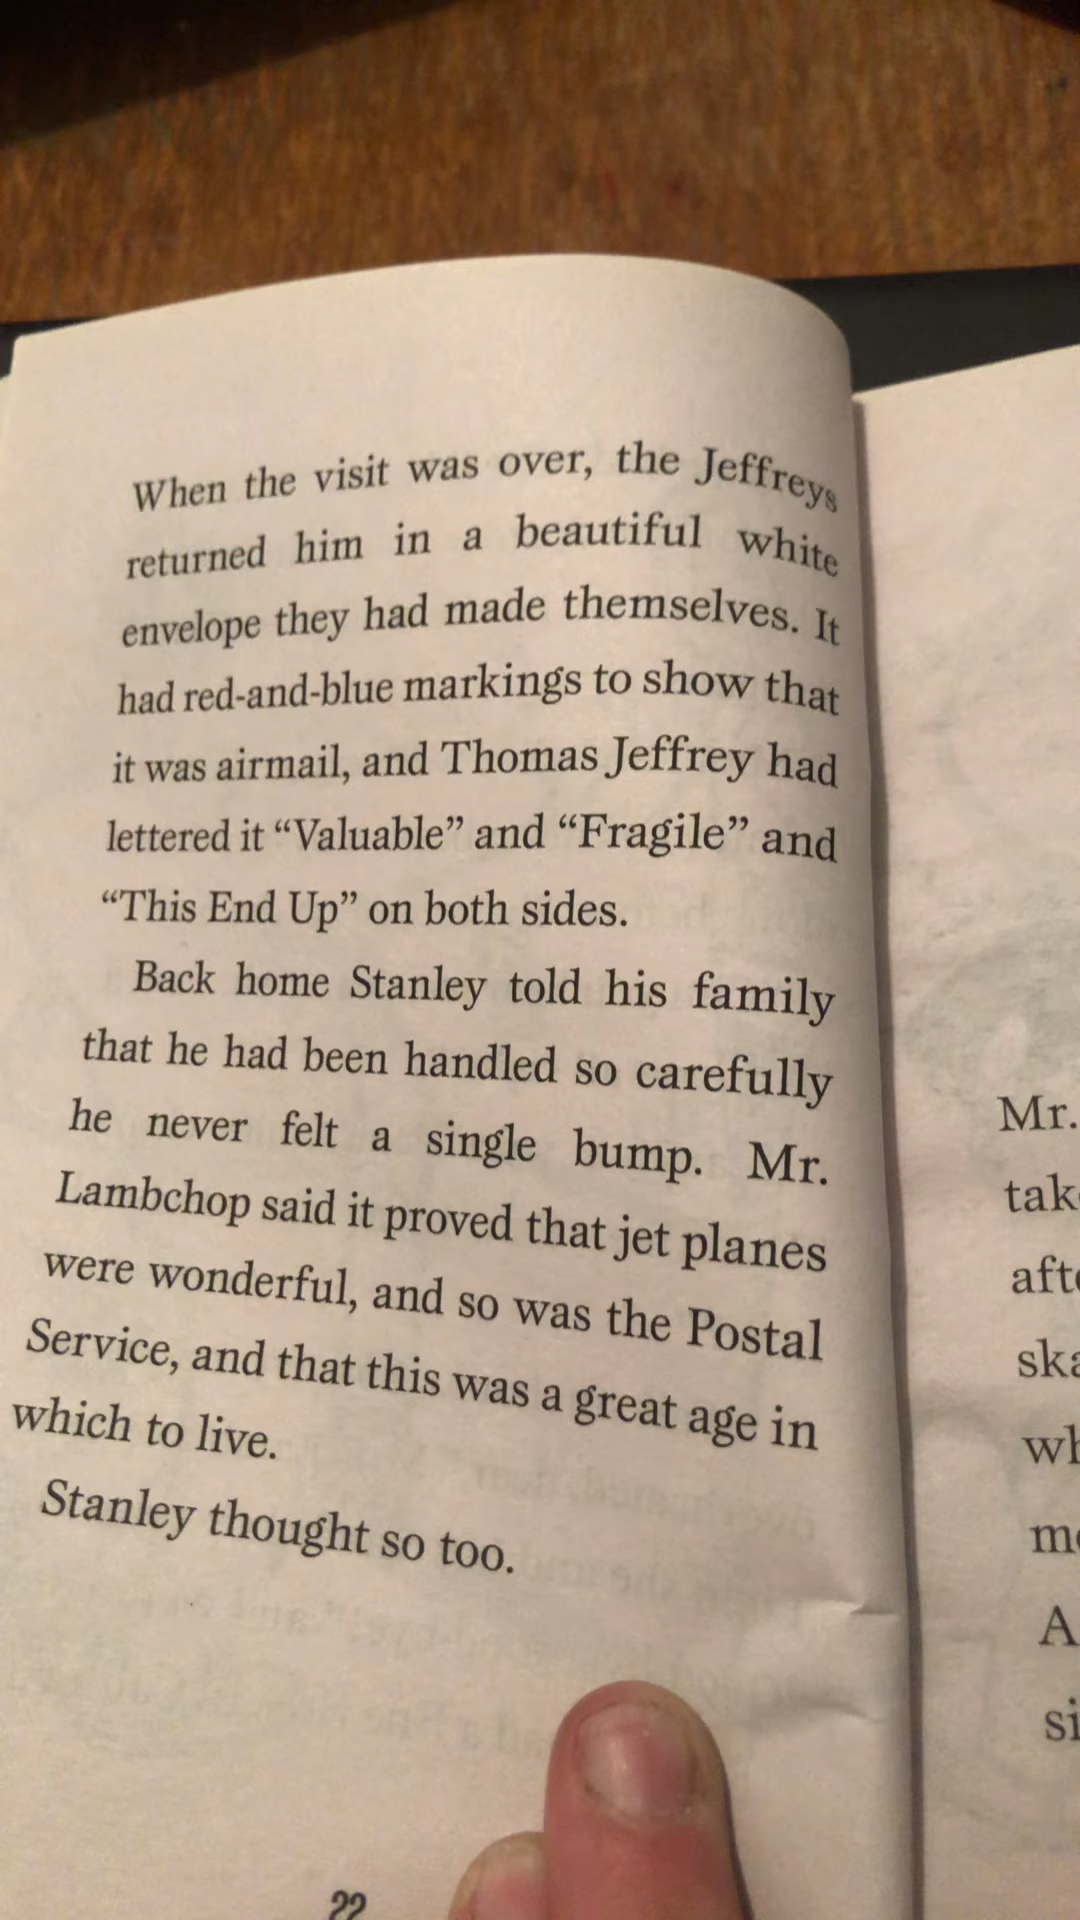 When the visit was over, the Jeffreys
returned him in a beautiful white
envelope they had made themselves. It
had red-and-blue markings to show that
it was airmail, and Thomas Jeffrey had
lettered it “Valuable” and “Fragile” and
“This End Up” on both sides.
Back home Stanley told his family
that he had been handled so carefully
he never felt a single bump. Mr.
Lambchop said it proved that jet planes
were wonderful, and so was the Postal
Service, and that this was a great age in
which to live.
Stanley thought so too.
22
Mr.